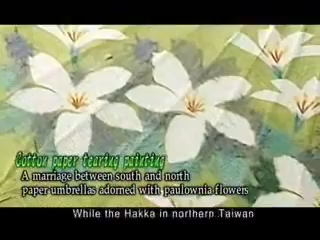 Cotton paper tearing painting
A marriage between south and north
paper umbrellas adorned with paulownia flowers
While the Hakka in northern Taiwan